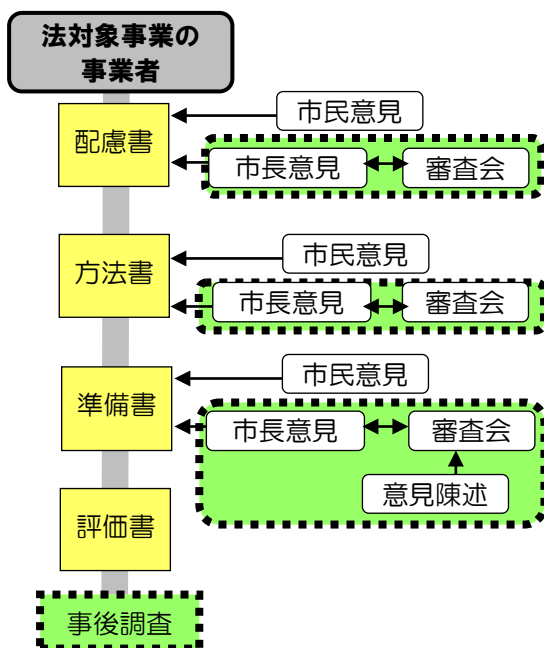 法対象事業の
事業者
配慮書
市民意見
市長意見
審査会
方法書
市民意見
市長意見
審査会
準備書
市民意見
市長意見
審査会
意見陳述
評価書
事後調査